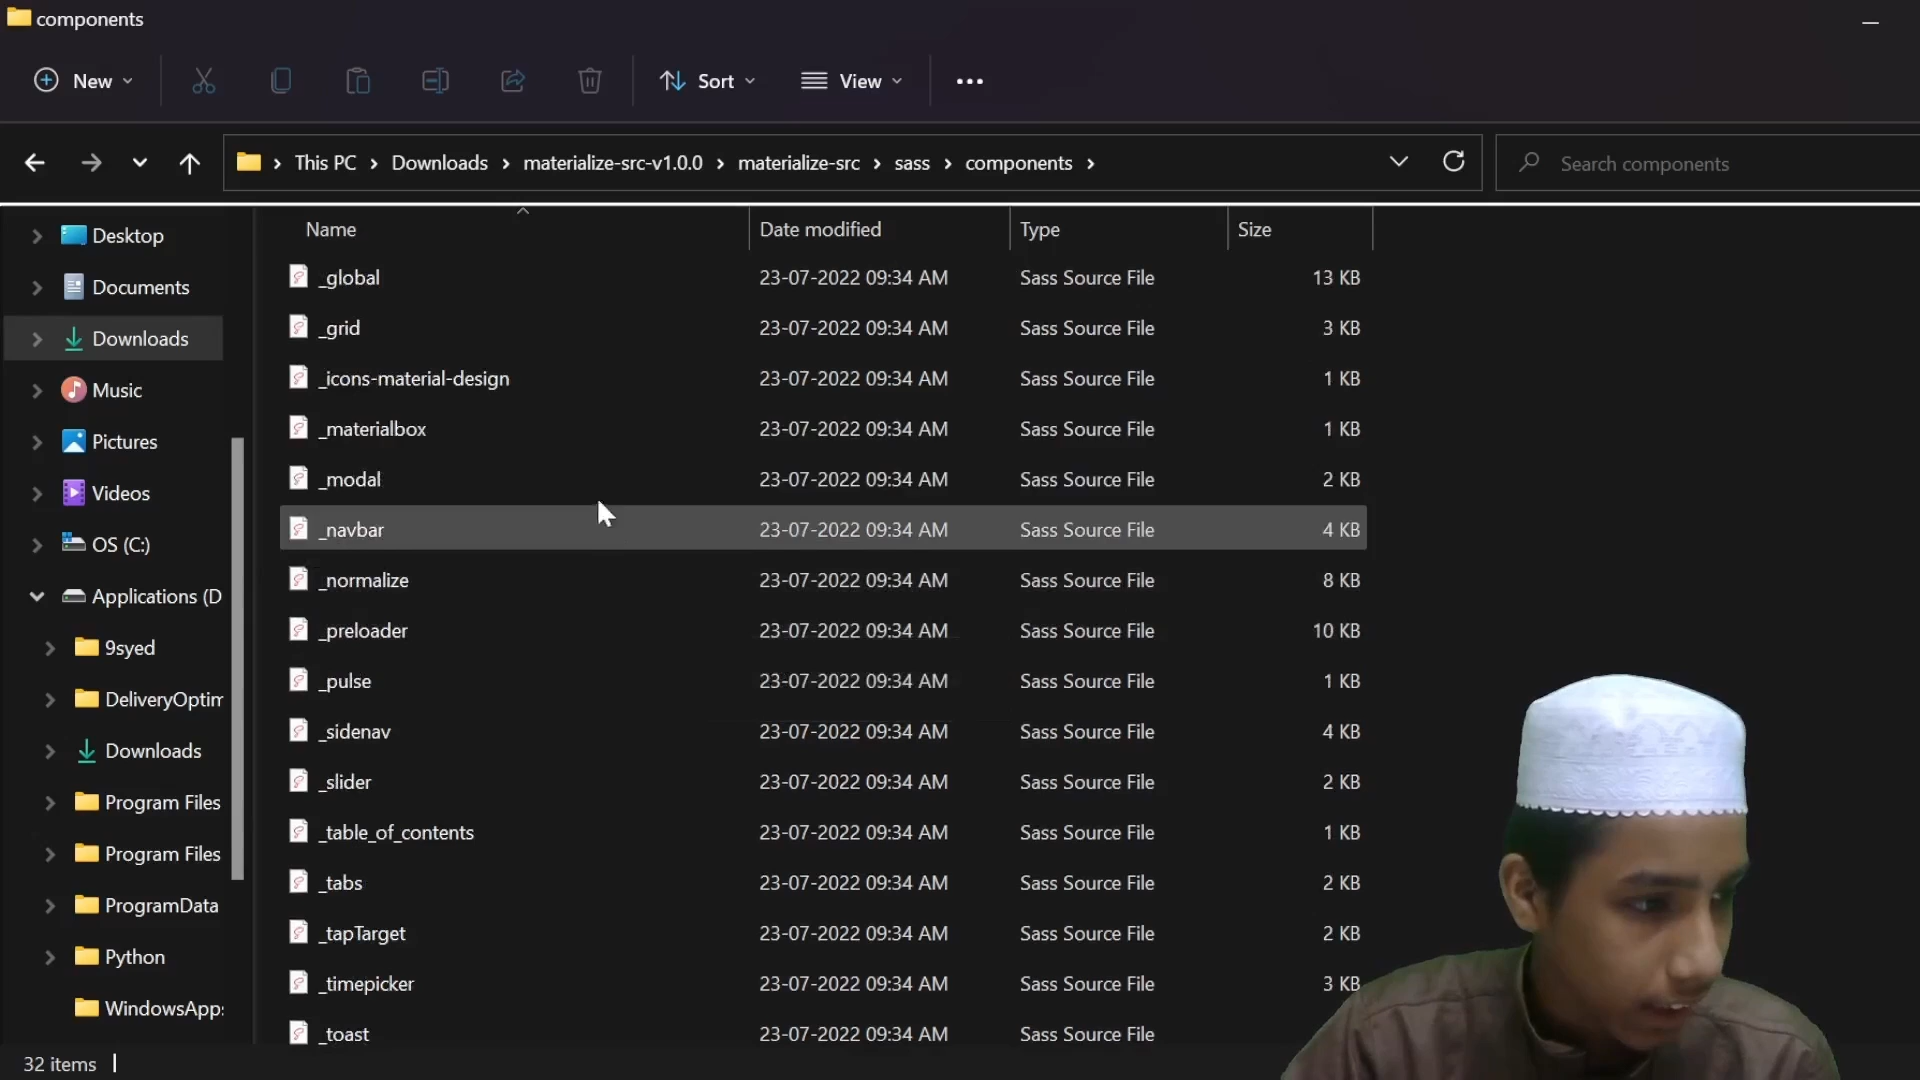 components
New
Sort
View
This PC > Downloads > materialize-src-v1.0.0 > materialize-src > sass > components >
Search components
Desktop
Documents
Downloads
Music
Pictures
Videos
OS (C:)
Applications (D
9syed
DeliveryOptim
Downloads
Program Files
Program Files
ProgramData
Python
WindowsApps
Name Date modified Type Size
_global 23-07-2022 09:34 AM Sass Source File 13 KB
_grid 23-07-2022 09:34 AM Sass Source File 3 KB
_icons-material-design 23-07-2022 09:34 AM Sass Source File 1 KB
_materialbox 23-07-2022 09:34 AM Sass Source File 1 KB
_modal 23-07-2022 09:34 AM Sass Source File 2 KB
_navbar 23-07-2022 09:34 AM Sass Source File 4 KB
_normalize 23-07-2022 09:34 AM Sass Source File 8 KB
_preloader 23-07-2022 09:34 AM Sass Source File 10 KB
_pulse 23-07-2022 09:34 AM Sass Source File 1 KB
_sidenav 23-07-2022 09:34 AM Sass Source File 4 KB
_slider 23-07-2022 09:34 AM Sass Source File 2 KB
_table_of_contents 23-07-2022 09:34 AM Sass Source File 1 KB
_tabs 23-07-2022 09:34 AM Sass Source File 2 KB
_tapTarget 23-07-2022 09:34 AM Sass Source File 2 KB
_timepicker 23-07-2022 09:34 AM Sass Source File 3 KB
_toast 23-07-2022 09:34 AM Sass Source File
32 items